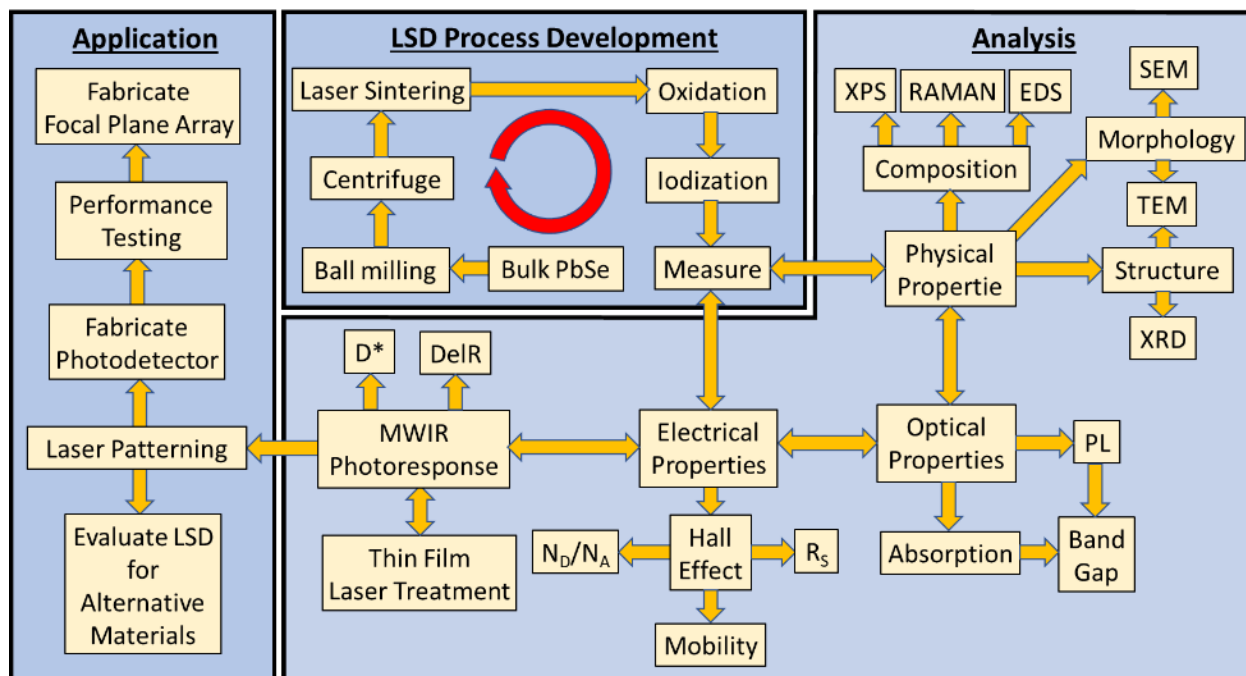 Application
Fabricate
Focal Plane Array
Performance
Testing
Fabricate
Photodetector
Laser Patterning
Evaluate LSD
for
Alternative
Materials
LSD Process Development
Laser Sintering
Oxidation
Centrifuge
Iodization
Ball milling
Bulk PbSe
Measure
Analysis
XPS
RAMAN
EDS
SEM
Composition
Morphology
TEM
Physical
Propertie
Structure
XRD
D*
DelR
MWIR
Photoresponse
Electrical
Properties
Optical
Properties
PL
Thin Film
Laser Treatment
N_D/N_A
Hall
Effect
R_S
Absorption
Band
Gap
Mobility